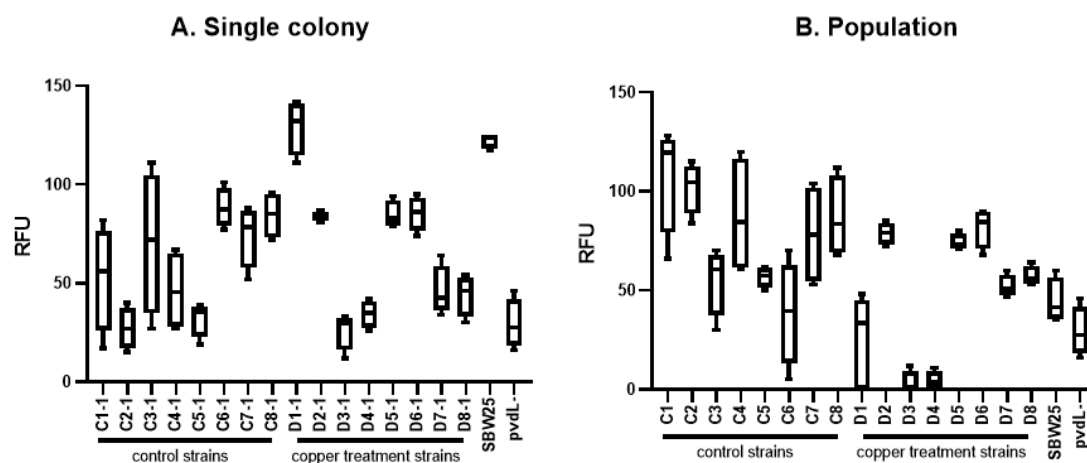 A. Single colony
RFU
150
100
50
0
C1-1
C2-1
C3-1
C4-1
C5-1
C6-1
C7-1
C8-1
D1-1
D2-1
D3-1
D4-1
D5-1
D6-1
D7-1
D8-1
SBW25
pvdL--
control strains
copper treatment strains
B. Population
RFU
150
100
50
0
C1
C2
C3
C4
C5
C6
C7
C8
D1
D2
D3
D4
D5
D6
D7
D8
SBW25
pvdL-
control strains
copper treatment strains